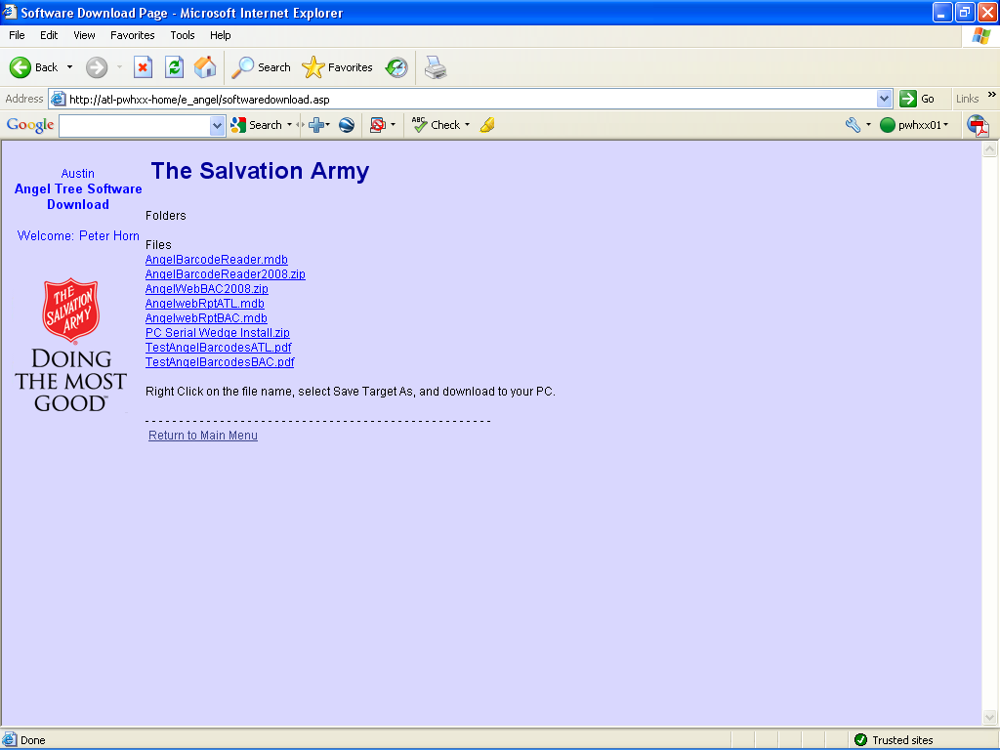 Software Download Page - Microsoft Internet Explorer
File Edit View Favorites Tools Help
Back Search Favorites
Address http://atl-pwhxx-home/e_angel/softwaredownload.asp Go Links »
Google Search ABC Check pwhxx01
Austin
Angel Tree Software
Download
Welcome: Peter Horn
THE
SALVATION
ARMY
DOING
THE MOST
GOOD™
The Salvation Army
Folders
Files
AngelBarcodeReader.mdb
AngelBarcodeReader2008.zip
AngelWebBAC2008.zip
AngelwebRptATL.mdb
AngelwebRptBAC.mdb
PC Serial Wedge Install.zip
TestAngelBarcodesATL.pdf
TestAngelBarcodesBAC.pdf
Right Click on the file name, select Save Target As, and download to your PC.
- - - - - - - - - - - - - - - - - - - - - - - - - - - - - - - - - - - - - - - - - - - - - - - - - - -
Return to Main Menu
Done Trusted sites